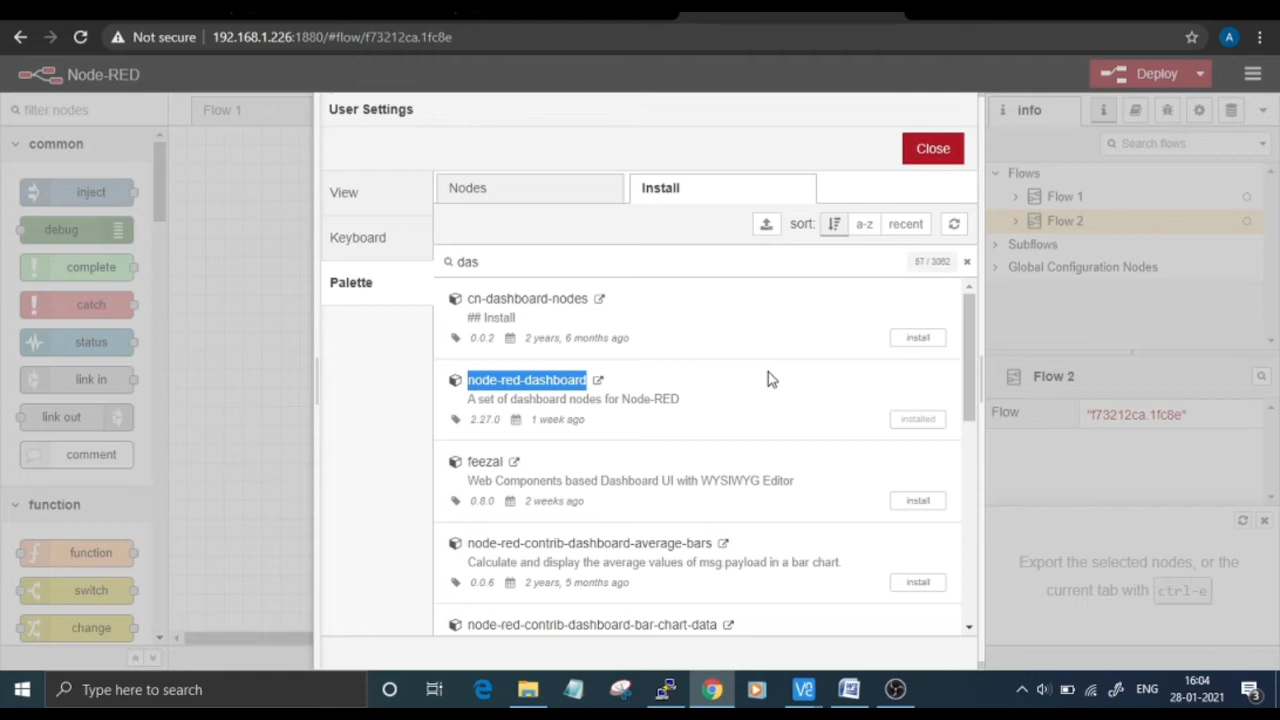 Not secure 192.168.1.226:1880/#flow/f73212ca.1fc8e A
Node-RED Deploy
filter nodes Flow 1 User Settings i info i Search flows
Close
common
inject
debug
complete
catch
status
link in
link out
comment
function
function
switch
change
View
Keyboard
Palette
Nodes Install
sort: a-z recent
das 67 / 3062 ×
cn-dashboard-nodes
## Install
0.0.2 2 years, 6 months ago install
node-red-dashboard
A set of dashboard nodes for Node-RED
2.27.0 1 week ago installed
feezal
Web Components based Dashboard UI with WYSIWYG Editor
0.8.0 2 weeks ago install
node-red-contrib-dashboard-average-bars
Calculate and display the average values of msg.payload in a bar chart.
0.0.6 2 years, 5 months ago install
node-red-contrib-dashboard-bar-chart-data
Flows
Flow 1
Flow 2
Subflows
Global Configuration Nodes
Flow 2
Flow "f73212ca.1fc8e"
Export the selected nodes, or the
current tab with ctrl-e
Type here to search ENG 16:04
28-01-2021 3